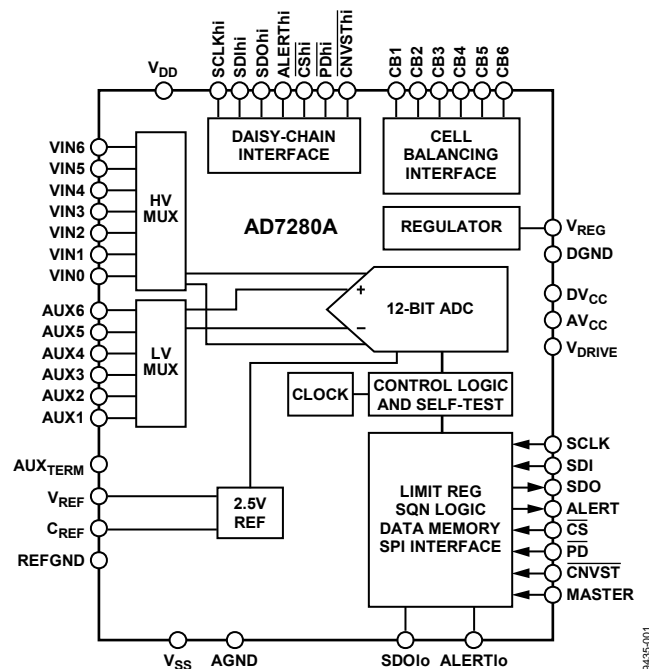 SCLKhi
SDIhi
SDOhi
ALERThi
CShi
PDhi
CNVSThi
CB1
CB2
CB3
CB4
CB5
CB6
VDD
DAISY-CHAIN
INTERFACE
CELL
BALANCING
INTERFACE
VIN6
VIN5
VIN4
VIN3
VIN2
VIN1
VIN0
HV
MUX
AD7280A
REGULATOR
VREG
DGND
DVCC
AVCC
VDRIVE
12-BIT ADC
+
–
AUX6
AUX5
AUX4
AUX3
AUX2
AUX1
LV
MUX
CLOCK
CONTROL LOGIC
AND SELF-TEST
AUXTERM
VREF
CREF
REFGND
2.5V
REF
LIMIT REG
SQN LOGIC
DATA MEMORY
SPI INTERFACE
SCLK
SDI
SDO
ALERT
CS
PD
CNVST
MASTER
VSS
AGND
SDOlo
ALERTlo